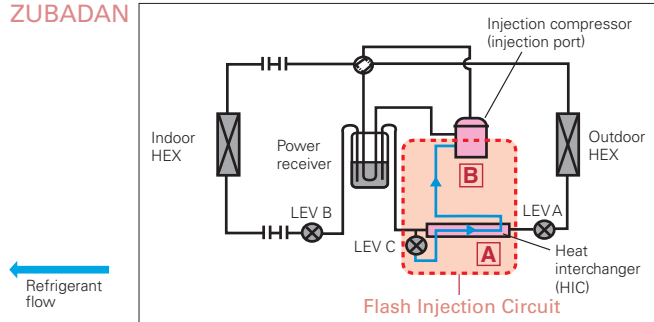 ZUBADAN
Injection compressor
(injection port)
Indoor
HEX
Power
receiver
Outdoor
HEX
B
LEV B
LEV A
LEV C
A
Heat
interchanger
(HIC)
Refrigerant
flow
Flash Injection Circuit